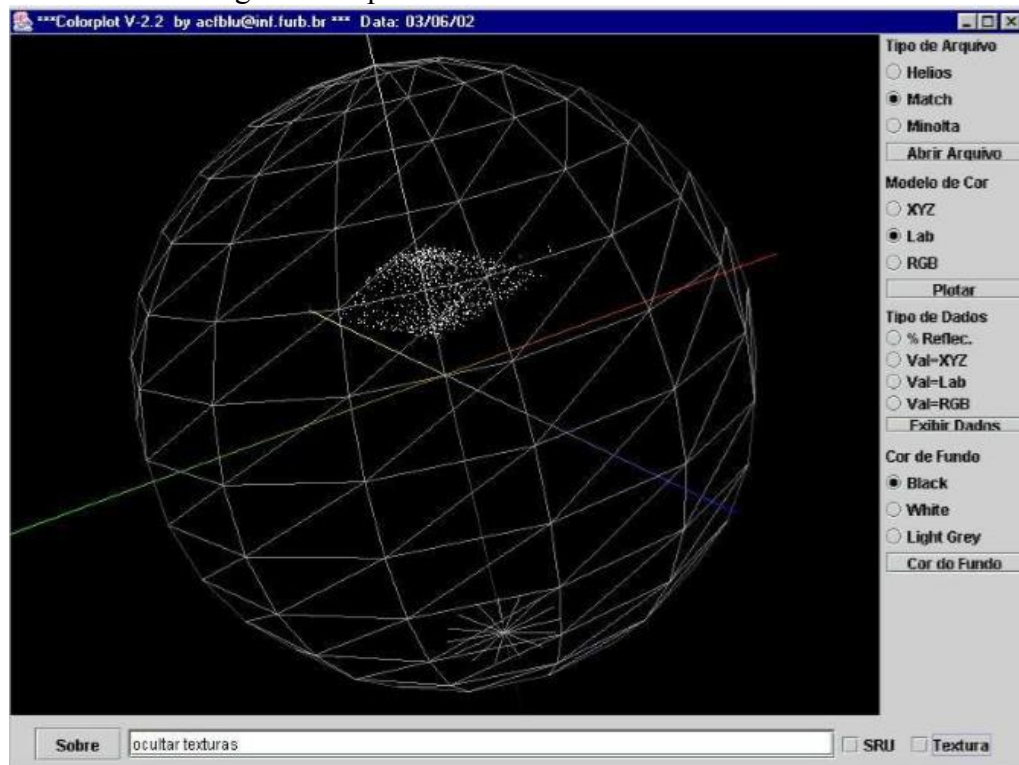 ***Colorplot V-2.2 by acfblu@inf.furb.br *** Data: 03/06/02
Tipo de Arquivo
Helios
Match
Minolta
Abrir Arquivo
Modelo de Cor
XYZ
Lab
RGB
Plotar
Tipo de Dados
% Reflec.
Val=XYZ
Val=Lab
Val=RGB
Exibir Dados
Cor de Fundo
Black
White
Light Grey
Cor do Fundo
Sobre
ocultar texturas
SRU
Textura